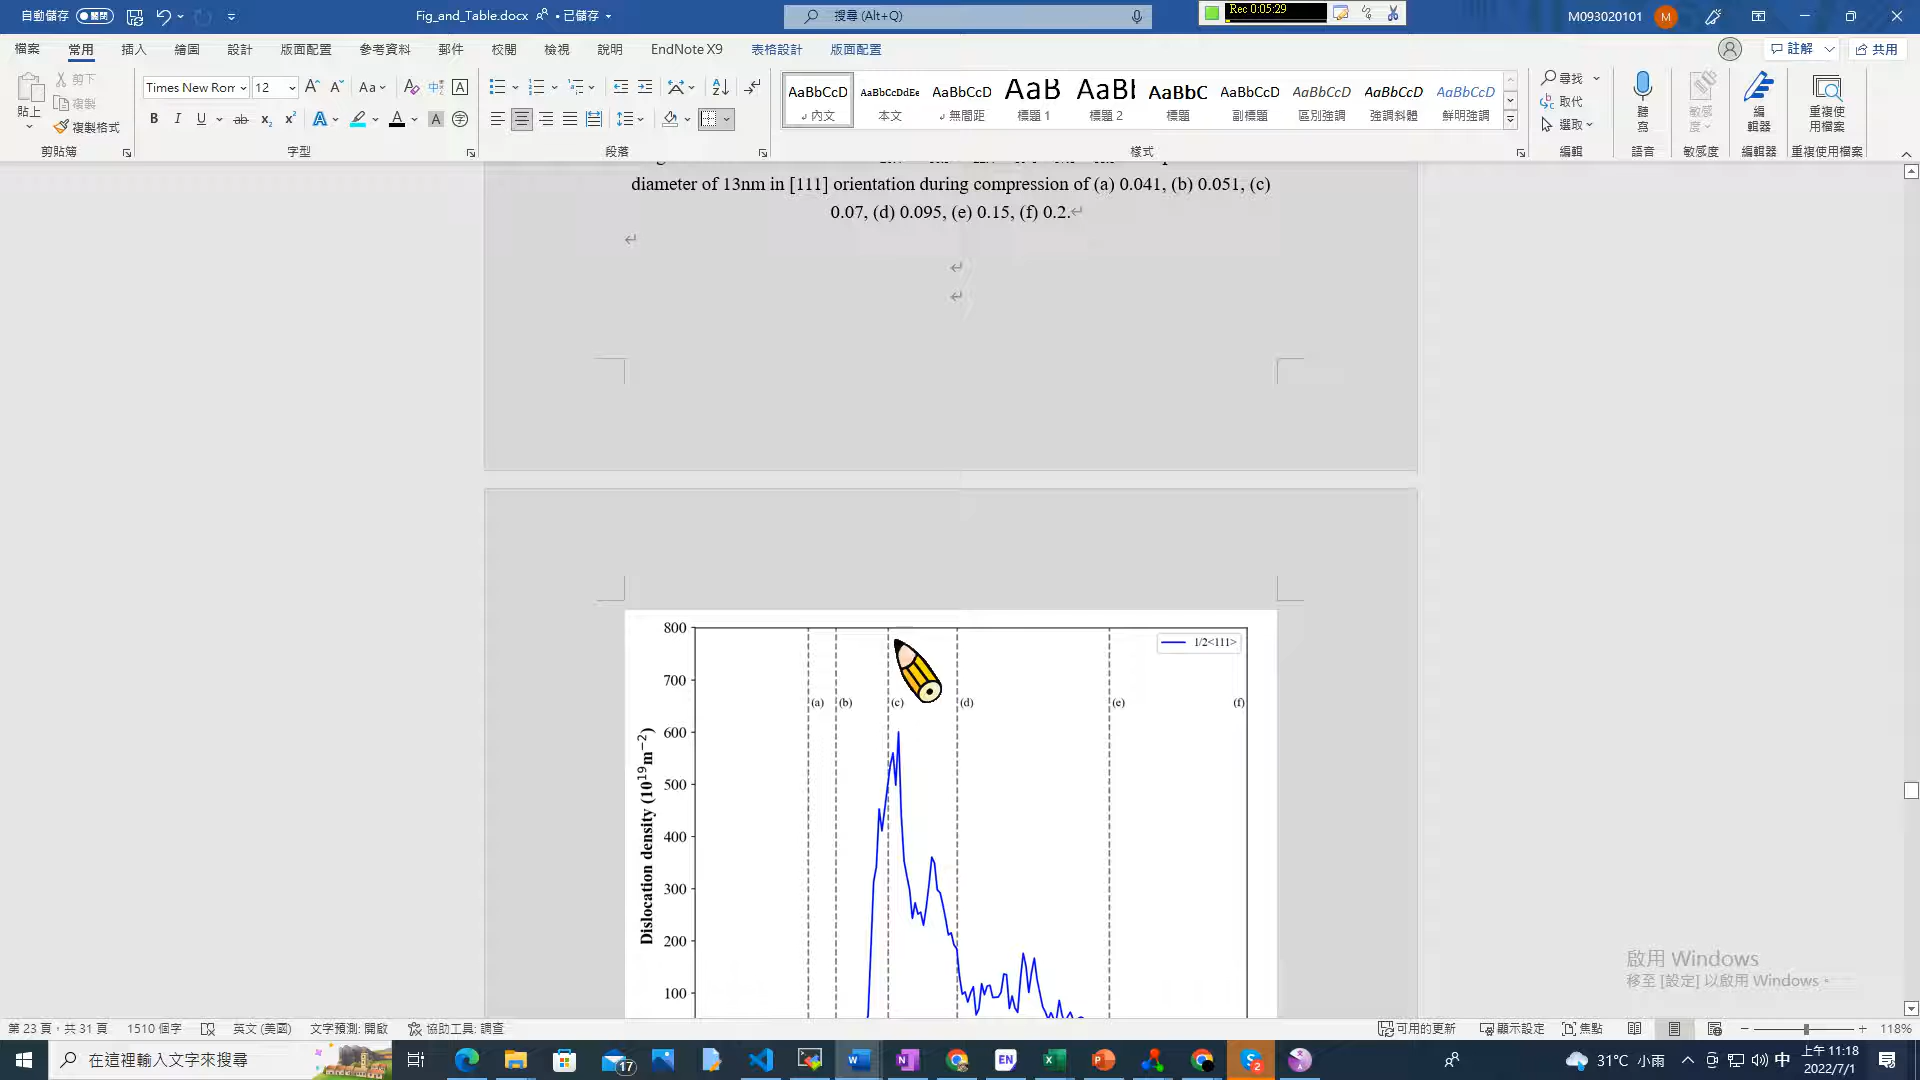 自動儲存 關閉 Fig_and_Table.docx • 已儲存 搜尋 (Alt+Q) Rec 0:05:29 M093020101 M
檔案 常用 插入 繪圖 設計 版面配置 參考資料 郵件 校閱 檢視 說明 EndNote X9 表格設計 版面配置 註解 共用
貼上 剪下 複製 複製格式 剪貼簿
Times New Rom 12 Aa 字型
B I U ab x₂ x² A A A
段落
AaBbCcD AaBbCcDdEe AaBbCcD AaB AaBl AaBbC AaBbCcD AaBbCcD AaBbCcD AaBbCcD
內文 本文 無間距 標題 1 標題 2 標題 副標題 區別強調 強調斜體 鮮明強調
樣式
尋找 取代 選取 編輯
聽寫 語音
敏感度 敏感度
編輯器 編輯器
重複使用檔案 重複使用檔案
diameter of 13nm in [111] orientation during compression of (a) 0.041, (b) 0.051, (c)
0.07, (d) 0.095, (e) 0.15, (f) 0.2.
800
700
600
500
400
300
200
100
Dislocation density (10¹⁹m⁻²)
1/2<111>
(a) (b) (c) (d) (e) (f)
啟用 Windows
移至 [設定] 以啟用 Windows。
第 23 頁，共 31 頁 1510 個字 英文 (美國) 文字預測: 開啟 協助工具: 調查 可用的更新 顯示設定 焦點 118%
在這裡輸入文字來搜尋 17 EN 2 31°C 小雨 中 上午 11:18
2022/7/1